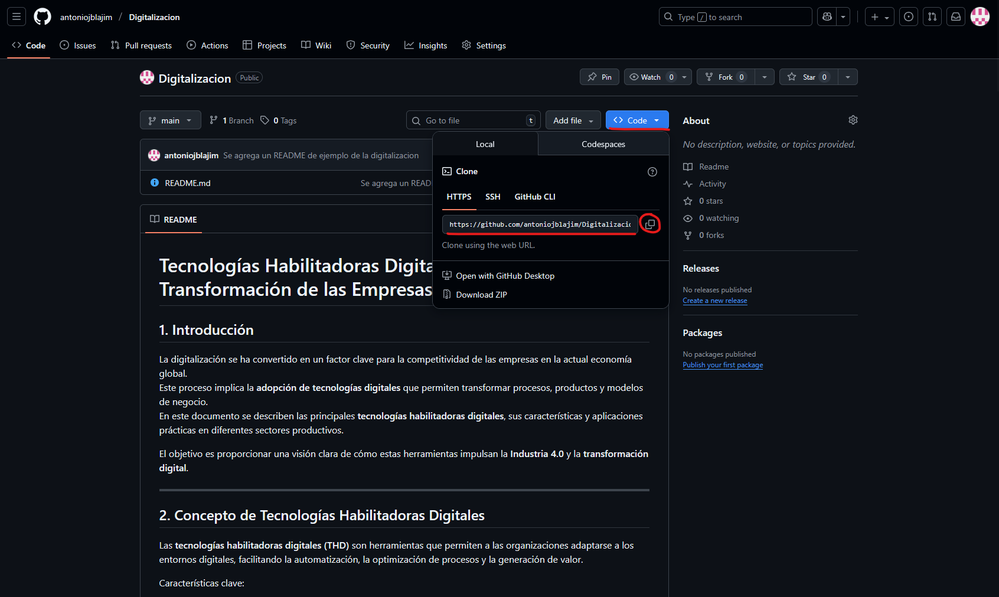 antoniojblajim / Digitalizacion
Type / to search
Code
Issues
Pull requests
Actions
Projects
Wiki
Security
Insights
Settings
Digitalizacion Public
Pin
Watch 0
Fork 0
Star 0
main
1 Branch
0 Tags
Go to file t
Add file
Code
Local
Codespaces
Clone
HTTPS
SSH
GitHub CLI
https://github.com/antoniojblajim/Digitalizacio
Clone using the web URL.
Open with GitHub Desktop
Download ZIP
antoniojblajim Se agrega un README de ejemplo de la digitalizacion
README.md
Se agrega un READ
README
Tecnologías Habilitadoras Digita
Transformación de las Empresas
1. Introducción
La digitalización se ha convertido en un factor clave para la competitividad de las empresas en la actual economía
global.
Este proceso implica la adopción de tecnologías digitales que permiten transformar procesos, productos y modelos
de negocio.
En este documento se describen las principales tecnologías habilitadoras digitales, sus características y aplicaciones
prácticas en diferentes sectores productivos.
El objetivo es proporcionar una visión clara de cómo estas herramientas impulsan la Industria 4.0 y la transformación
digital.
2. Concepto de Tecnologías Habilitadoras Digitales
Las tecnologías habilitadoras digitales (THD) son herramientas que permiten a las organizaciones adaptarse a los
entornos digitales, facilitando la automatización, la optimización de procesos y la generación de valor.
Características clave:
About
No description, website, or topics provided.
Readme
Activity
0 stars
0 watching
0 forks
Releases
No releases published
Create a new release
Packages
No packages published
Publish your first package